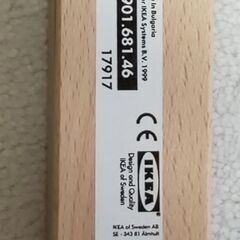 in Bulgaria
IKEA Systems B.V. 1999
901.681.46
17917
CE
Design and Quality
IKEA of Sweden
IKEA
IKEA of Sweden AB
SE - 343 81 Älmhult